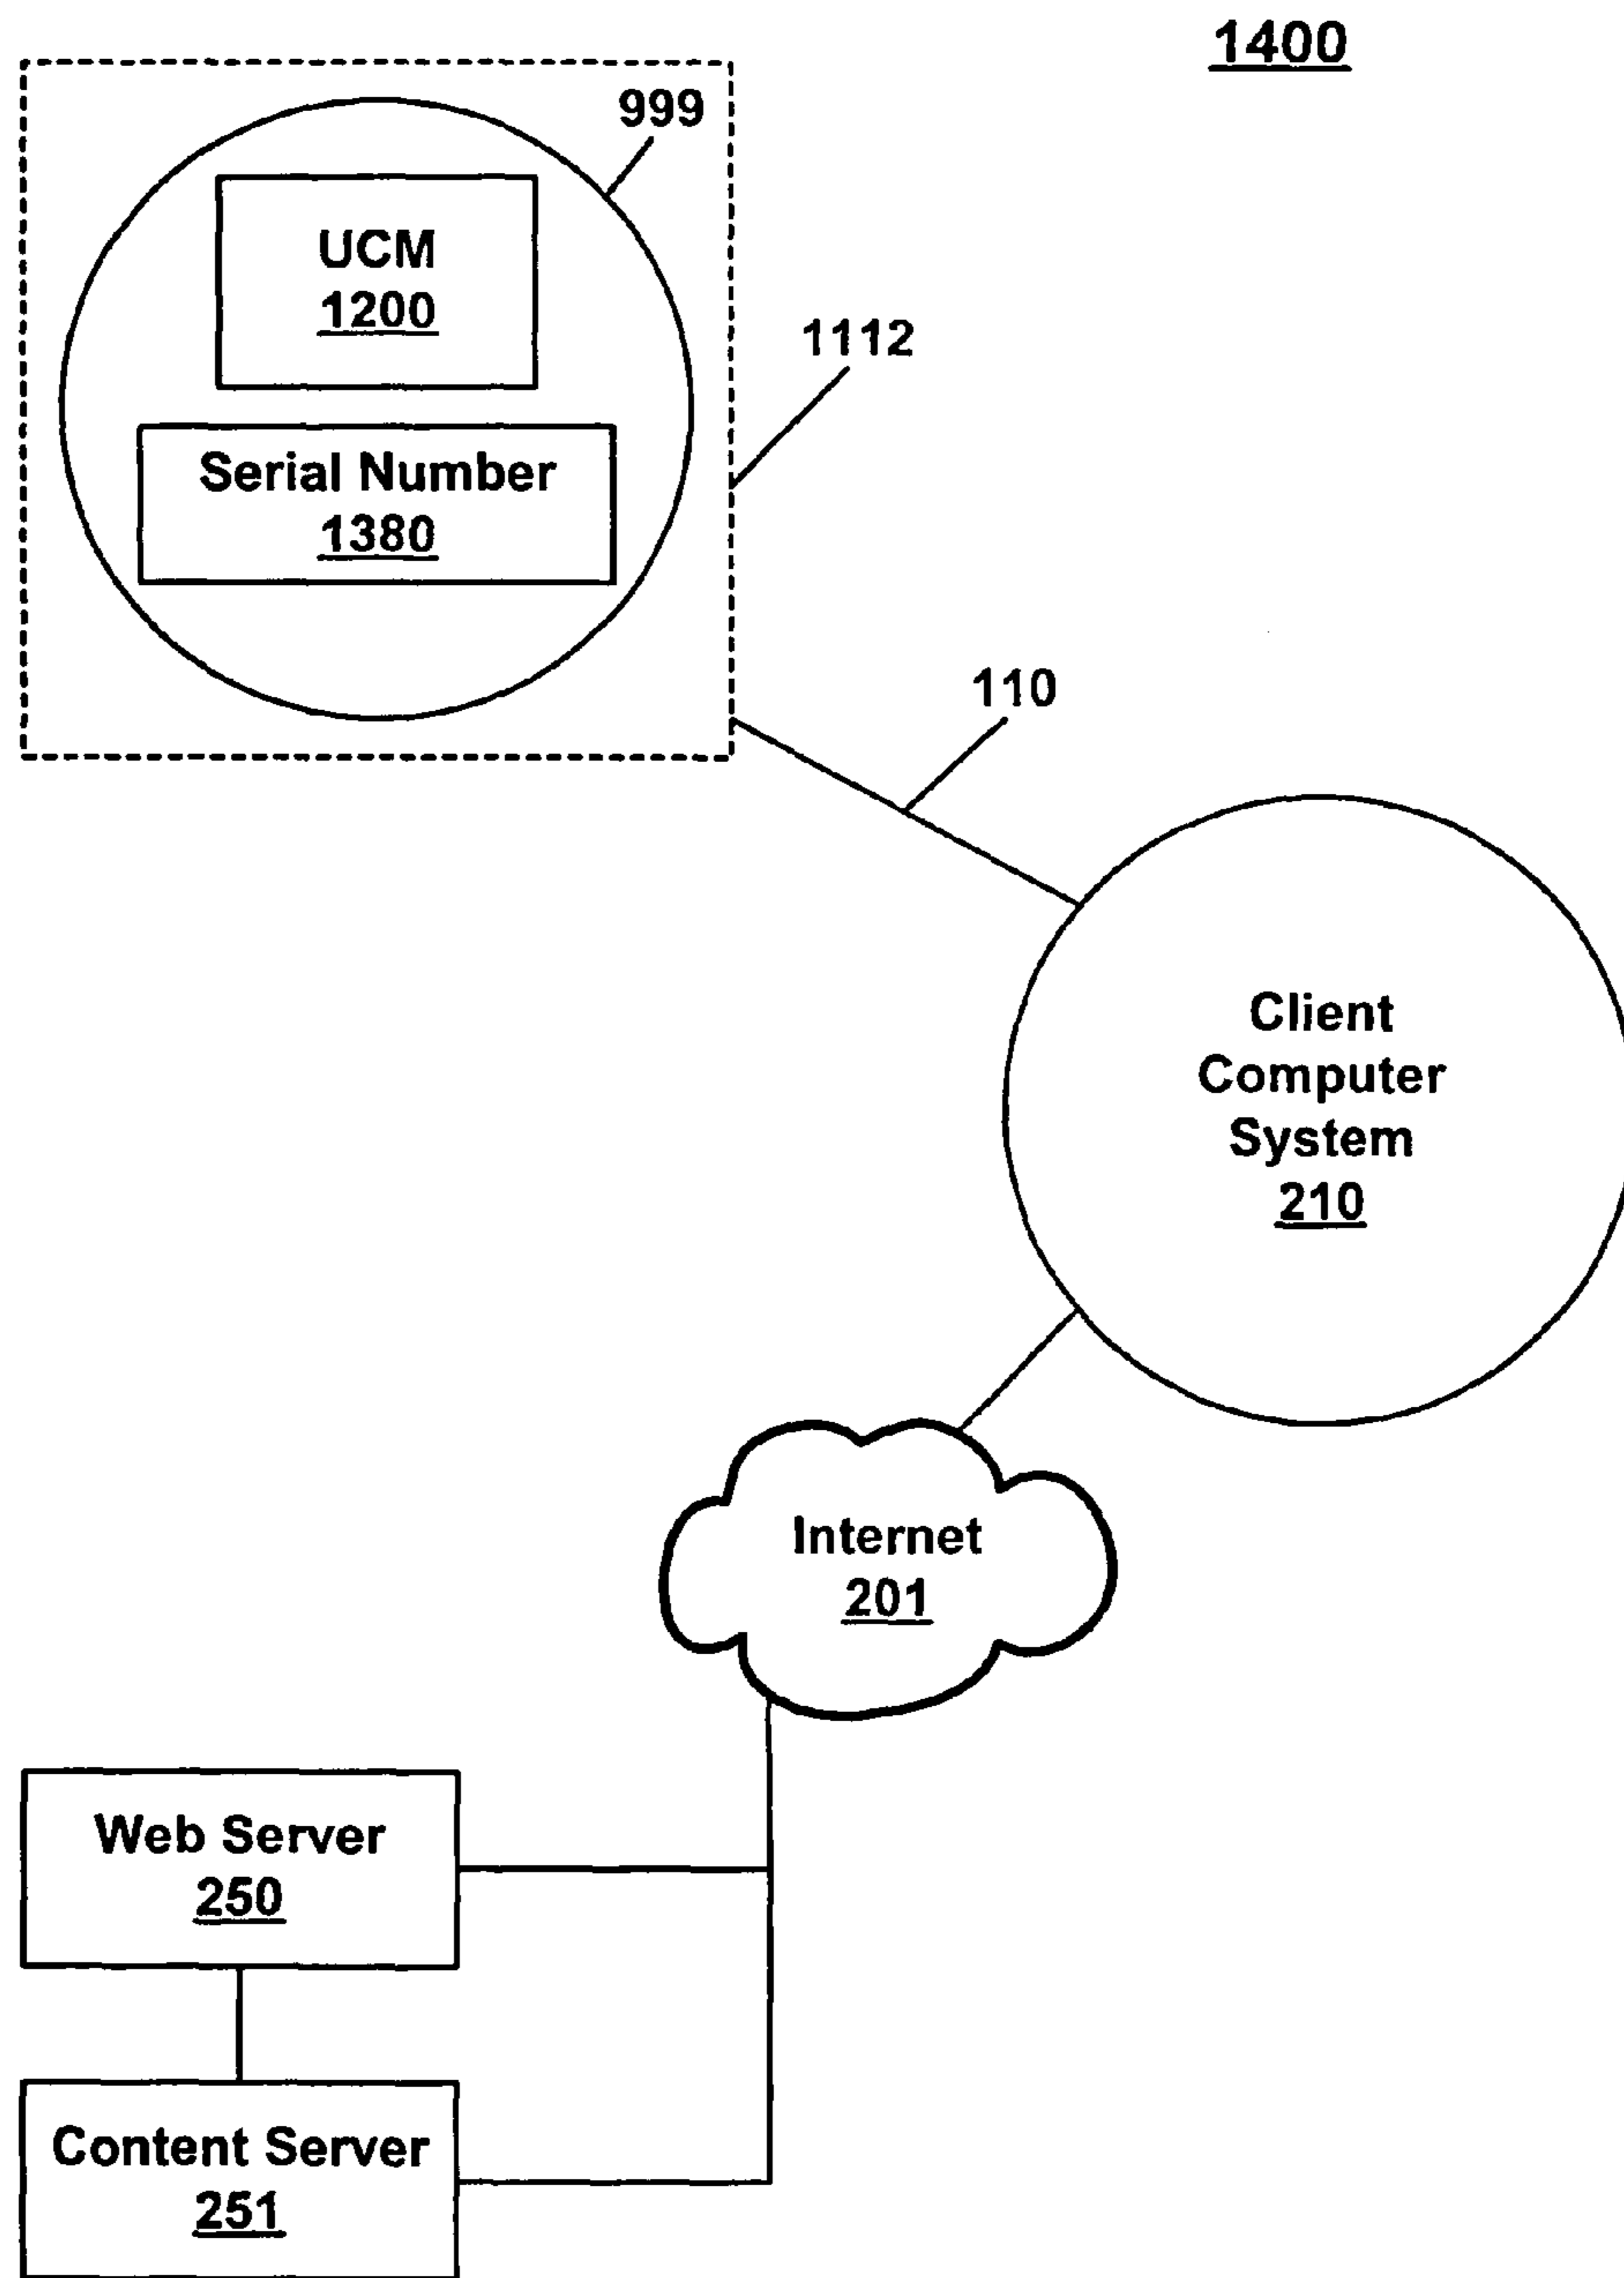 1400
999
UCM
1200
1112
Serial Number
1380
110
Client
Computer
System
210
Internet
201
Web Server
250
Content Server
251